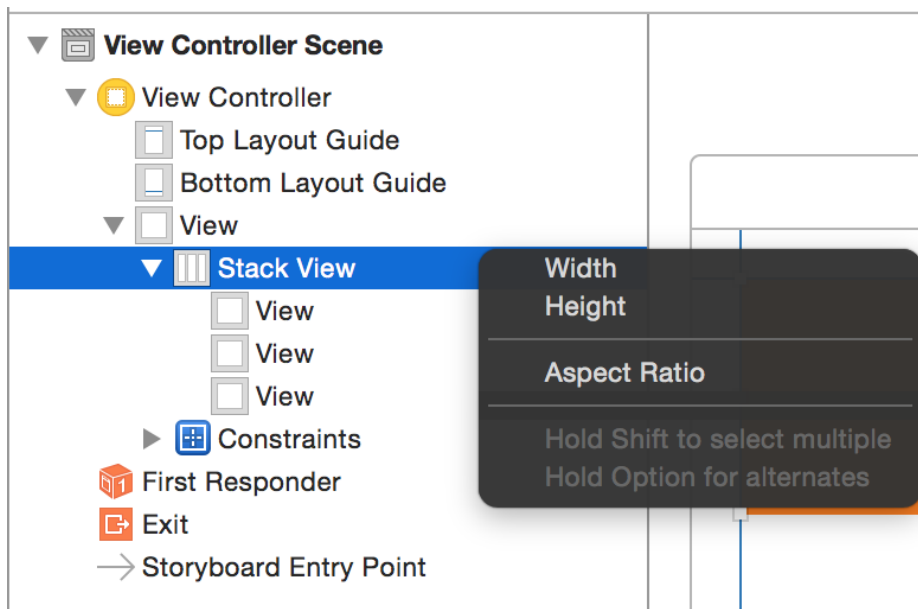 View Controller Scene
View Controller
Top Layout Guide
Bottom Layout Guide
View
Stack View
View
View
View
Constraints
First Responder
Exit
Storyboard Entry Point
Width
Height
Aspect Ratio
Hold Shift to select multiple
Hold Option for alternates